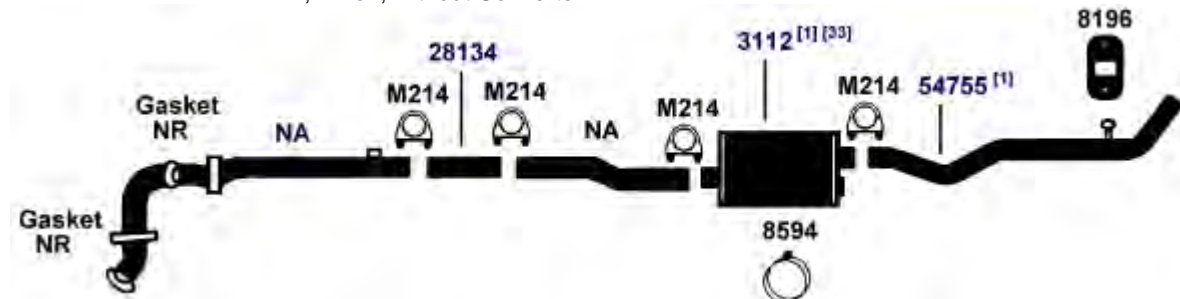 8196
3112 [1] [33]
28134
M214
M214
54755 [1]
M214
M214
Gasket
NR
NA
NA
Gasket
NR
8594